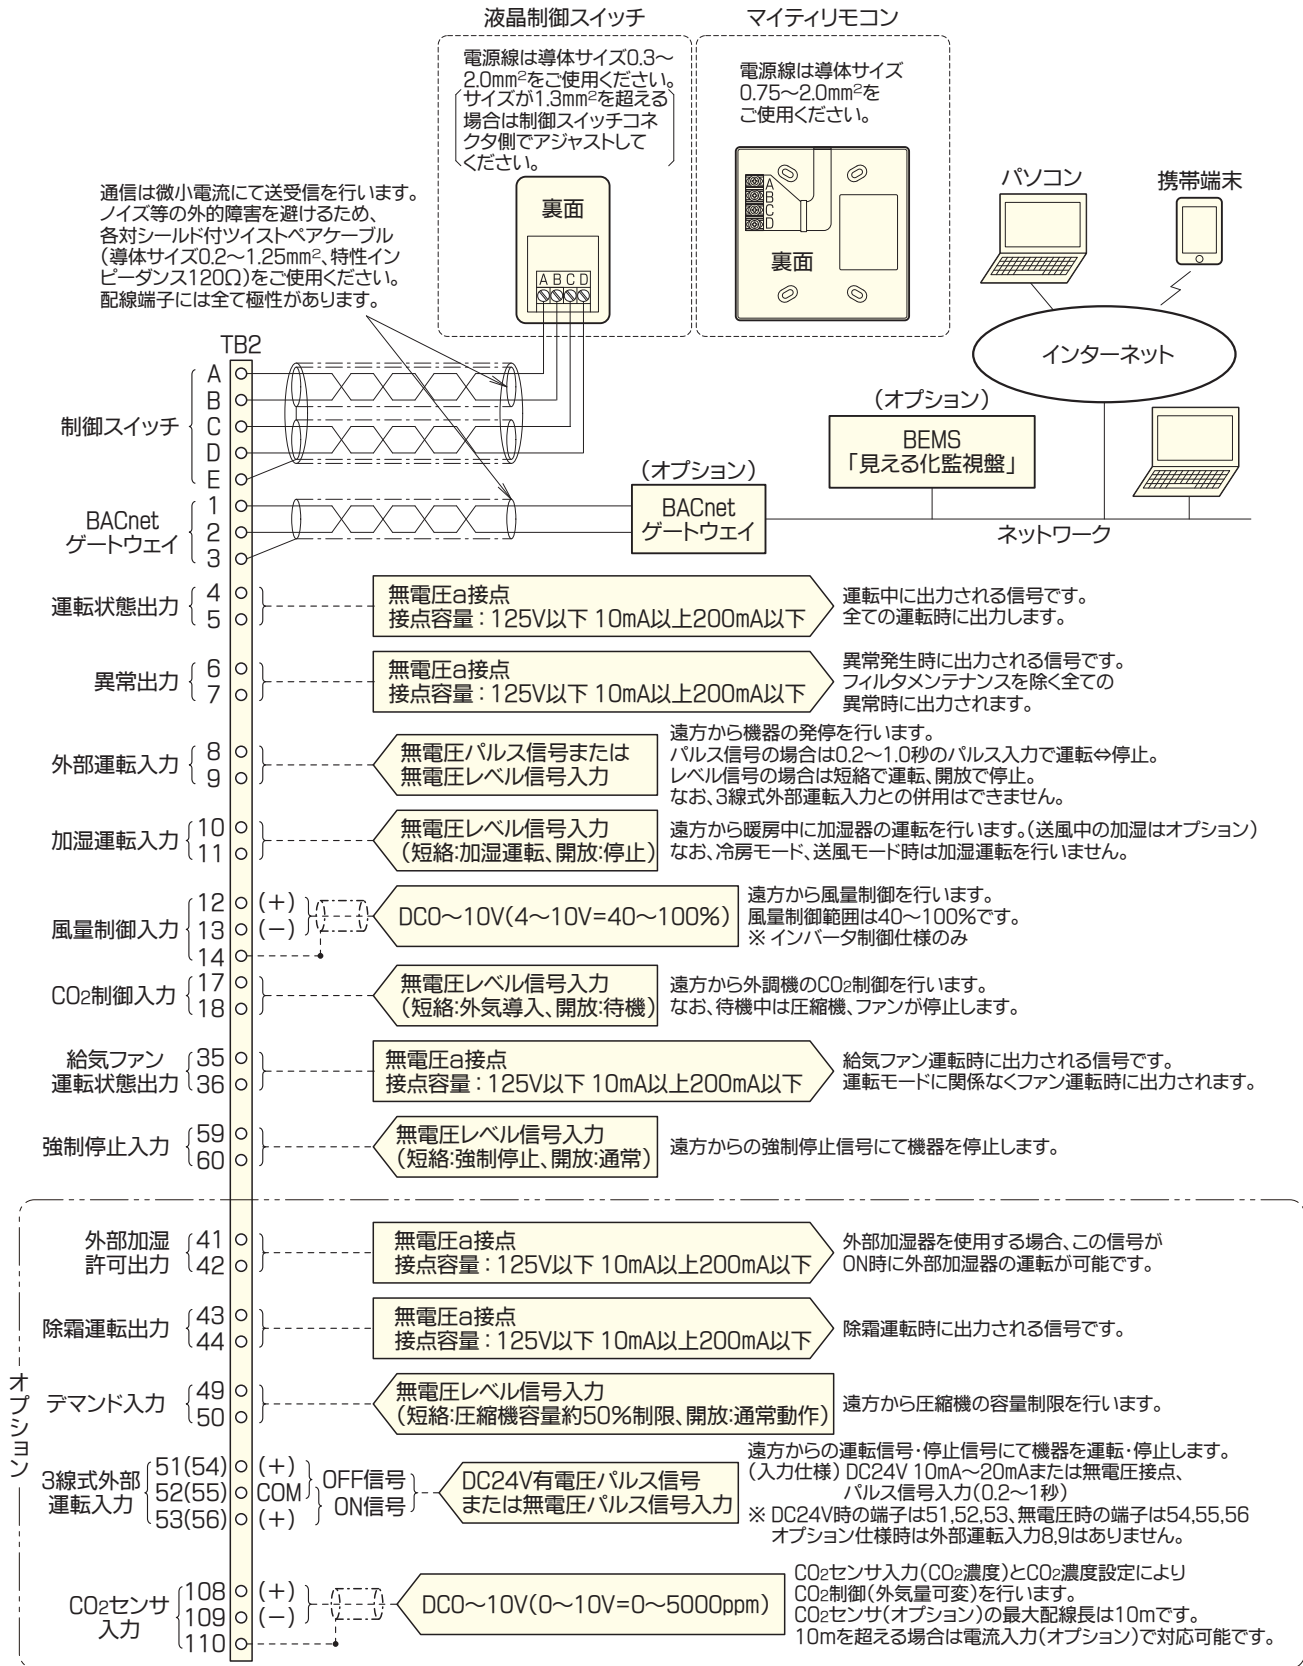 液晶制御スイッチ
電源線は導体サイズ0.3～
2.0mm²をご使用ください。
サイズが1.3mm²を超える
場合は制御スイッチコネ
クタ側でアジャストして
ください。
裏面
A B C D
マイティリモコン
電源線は導体サイズ
0.75～2.0mm²を
ご使用ください。
A
B
C
D
裏面
パソコン
携帯端末
インターネット
通信は微小電流にて送受信を行います。
ノイズ等の外的障害を避けるため、
各対シールド付ツイストペアケーブル
(導体サイズ0.2～1.25mm²、特性イン
ピーダンス120Ω)をご使用ください。
配線端子には全て極性があります。
TB2
制御スイッチ
A
B
C
D
E
BACnet
ゲートウェイ
1
2
3
(オプション)
BACnet
ゲートウェイ
(オプション)
BEMS
「見える化監視盤」
ネットワーク
運転状態出力
4
5
無電圧a接点
接点容量：125V以下 10mA以上200mA以下
運転中に出力される信号です。
全ての運転時に出力します。
異常出力
6
7
無電圧a接点
接点容量：125V以下 10mA以上200mA以下
異常発生時に出力される信号です。
フィルタメンテナンスを除く全ての
異常時に出力されます。
外部運転入力
8
9
無電圧パルス信号または
無電圧レベル信号入力
遠方から機器の発停を行います。
パルス信号の場合は0.2～1.0秒のパルス入力で運転⇔停止。
レベル信号の場合は短絡で運転、開放で停止。
なお、3線式外部運転入力との併用はできません。
加湿運転入力
10
11
無電圧レベル信号入力
(短絡:加湿運転、開放:停止)
遠方から暖房中に加湿器の運転を行います。(送風中の加湿はオプション)
なお、冷房モード、送風モード時は加湿運転を行いません。
風量制御入力
12 (+)
13 (−)
14
DC0～10V(4～10V=40～100%)
遠方から風量制御を行います。
風量制御範囲は40～100%です。
※ インバータ制御仕様のみ
CO₂制御入力
17
18
無電圧レベル信号入力
(短絡:外気導入、開放:待機)
遠方から外調機のCO₂制御を行います。
なお、待機中は圧縮機、ファンが停止します。
給気ファン
運転状態出力
35
36
無電圧a接点
接点容量：125V以下 10mA以上200mA以下
給気ファン運転時に出力される信号です。
運転モードに関係なくファン運転時に出力されます。
強制停止入力
59
60
無電圧レベル信号入力
(短絡:強制停止、開放:通常)
遠方からの強制停止信号にて機器を停止します。
オプション
外部加湿
許可出力
41
42
無電圧a接点
接点容量：125V以下 10mA以上200mA以下
外部加湿器を使用する場合、この信号が
ON時に外部加湿器の運転が可能です。
除霜運転出力
43
44
無電圧a接点
接点容量：125V以下 10mA以上200mA以下
除霜運転時に出力される信号です。
デマンド入力
49
50
無電圧レベル信号入力
(短絡:圧縮機容量約50%制限、開放:通常動作)
遠方から圧縮機の容量制限を行います。
3線式外部
運転入力
51(54) (+)
52(55) COM
53(56) (+)
OFF信号
ON信号
DC24V有電圧パルス信号
または無電圧パルス信号入力
遠方からの運転信号・停止信号にて機器を運転・停止します。
(入力仕様) DC24V 10mA～20mAまたは無電圧接点、
パルス信号入力(0.2～1秒)
※ DC24V時の端子は51,52,53、無電圧時の端子は54,55,56
オプション仕様時は外部運転入力8,9はありません。
CO₂センサ
入力
108 (+)
109 (−)
110
DC0～10V(0～10V=0～5000ppm)
CO₂センサ入力(CO₂濃度)とCO₂濃度設定により
CO₂制御(外気量可変)を行います。
CO₂センサ(オプション)の最大配線長は10mです。
10mを超える場合は電流入力(オプション)で対応可能です。